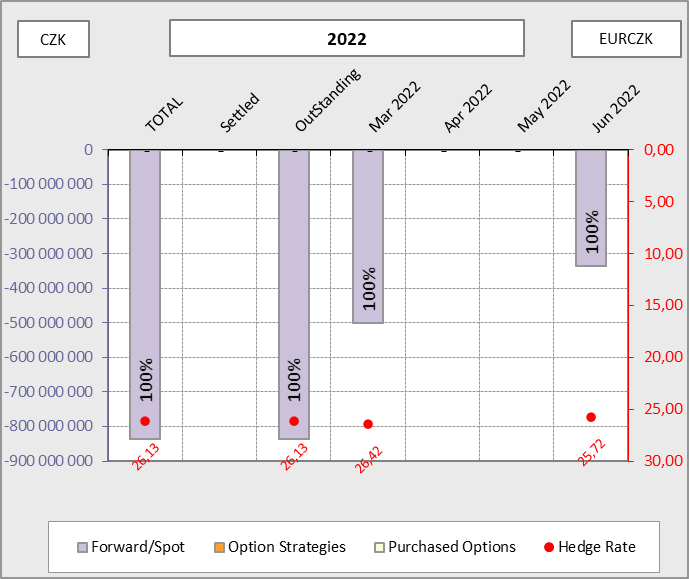 CZK
2022
EURCZK
TOTAL
Settled
OutStanding
Mar 2022
Apr 2022
May 2022
Jun 2022
0
-100 000 000
-200 000 000
-300 000 000
-400 000 000
-500 000 000
-600 000 000
-700 000 000
-800 000 000
-900 000 000
0,00
5,00
10,00
15,00
20,00
25,00
30,00
100%
100%
100%
100%
26,13
26,13
26,42
25,72
Forward/Spot
Option Strategies
Purchased Options
Hedge Rate